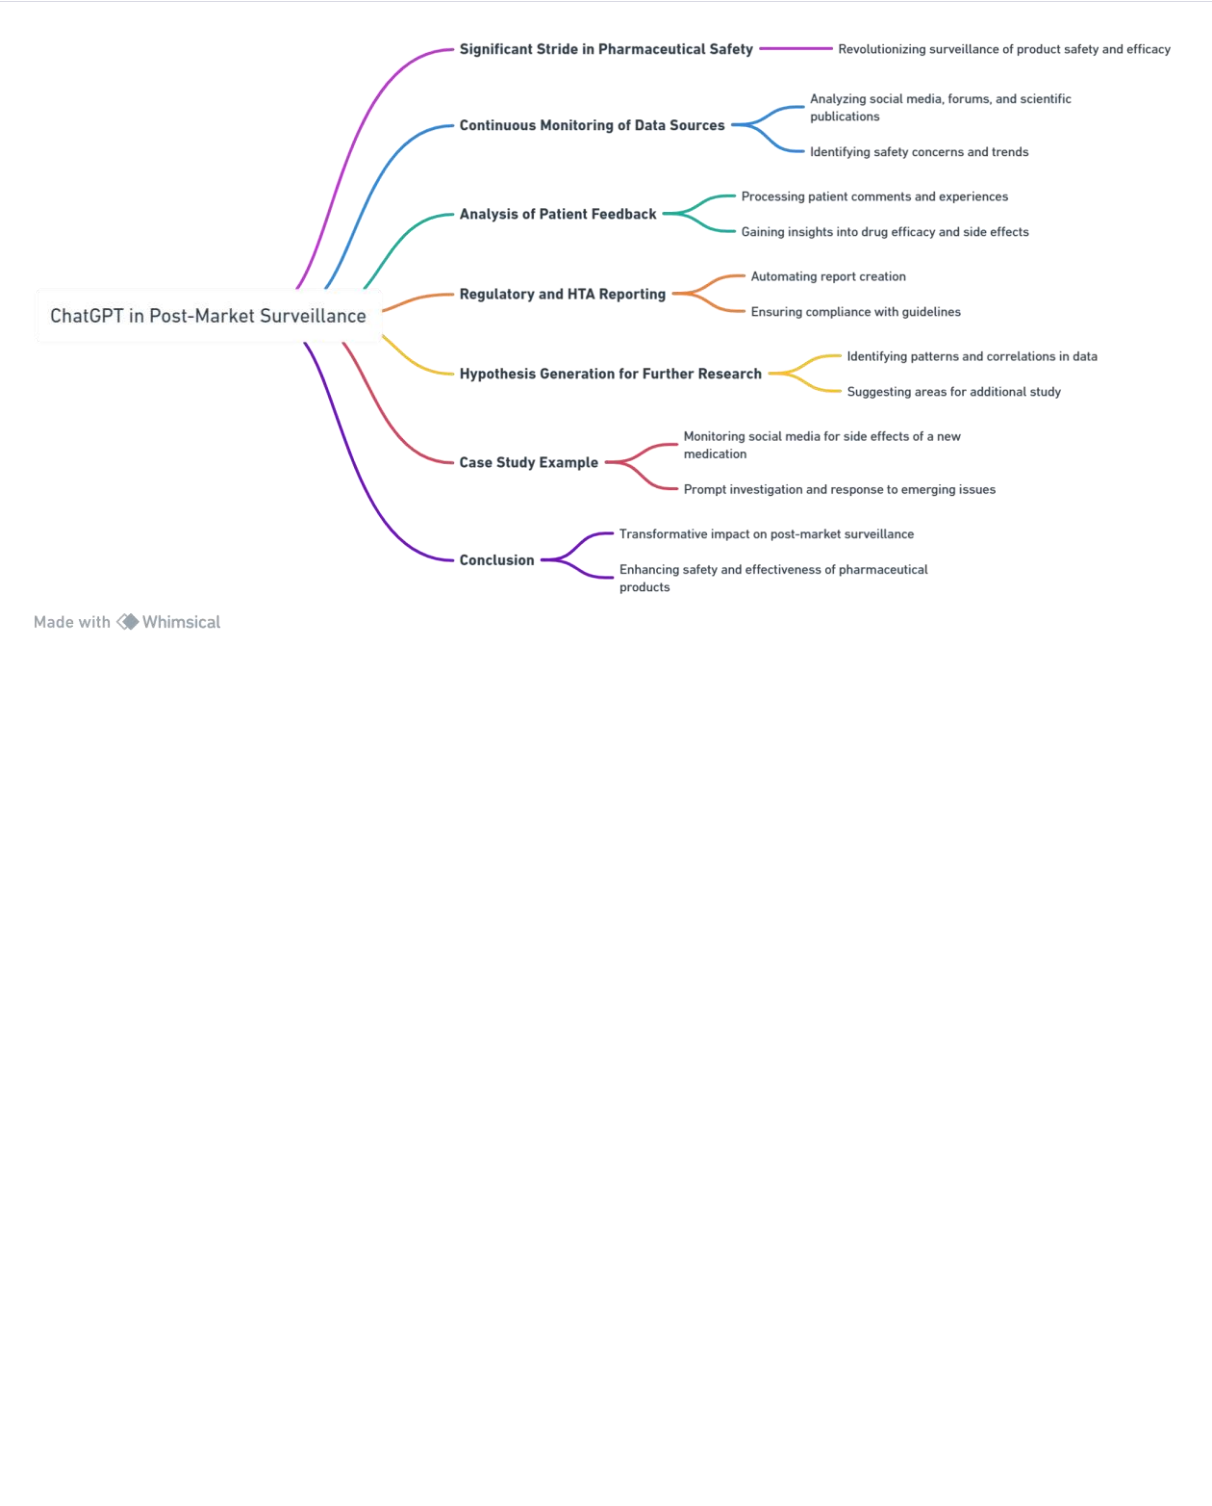 Significant Stride in Pharmaceutical Safety
Revolutionizing surveillance of product safety and efficacy
Continuous Monitoring of Data Sources
Analyzing social media, forums, and scientific
publications
Identifying safety concerns and trends
Analysis of Patient Feedback
Processing patient comments and experiences
Gaining insights into drug efficacy and side effects
ChatGPT in Post-Market Surveillance
Regulatory and HTA Reporting
Automating report creation
Ensuring compliance with guidelines
Hypothesis Generation for Further Research
Identifying patterns and correlations in data
Suggesting areas for additional study
Case Study Example
Monitoring social media for side effects of a new
medication
Prompt investigation and response to emerging issues
Conclusion
Transformative impact on post-market surveillance
Enhancing safety and effectiveness of pharmaceutical
products
Made with Whimsical